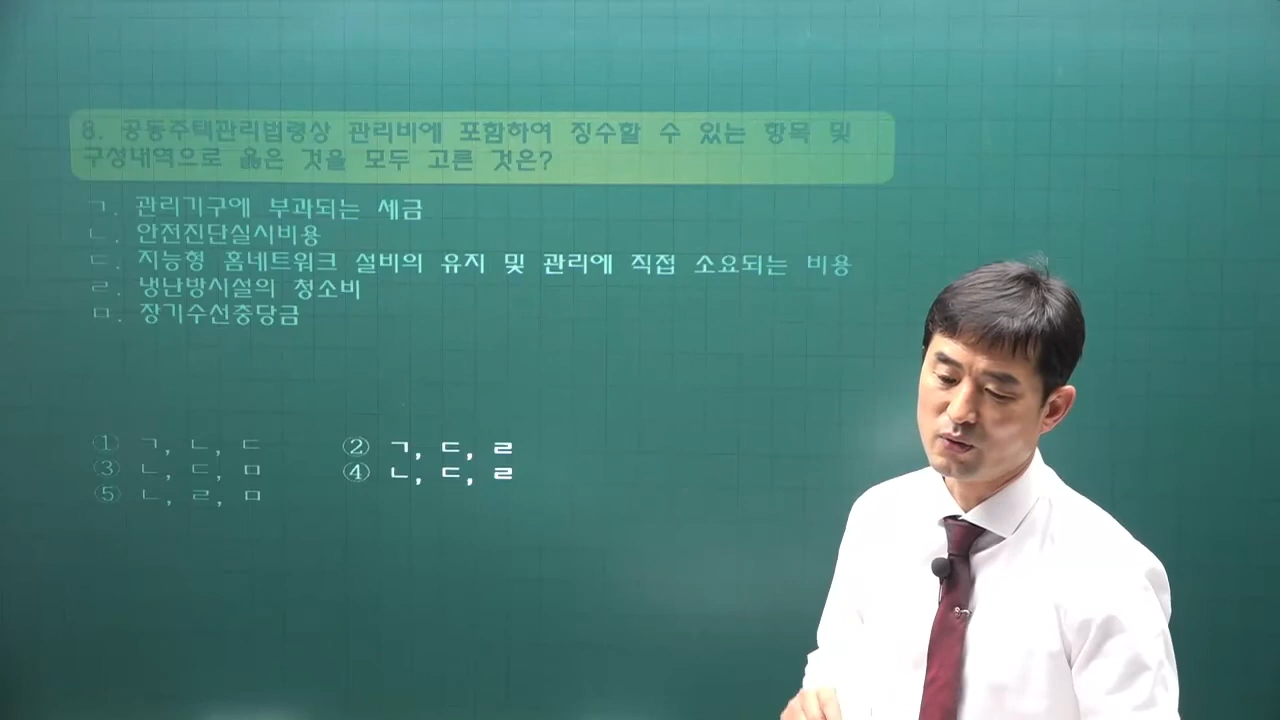 8. 공동주택관리법령상 관리비에 포함하여 징수할 수 있는 항목 및
구성내역으로 옳은 것을 모두 고른 것은?
ㄱ. 관리기구에 부과되는 세금
ㄴ. 안전진단실시비용
ㄷ. 지능형 홈네트워크 설비의 유지 및 관리에 직접 소요되는 비용
ㄹ. 냉난방시설의 청소비
ㅁ. 장기수선충당금
① ㄱ, ㄴ, ㄷ ② ㄱ, ㄷ, ㄹ
③ ㄴ, ㄷ, ㅁ ④ ㄴ, ㄷ, ㄹ
⑤ ㄴ, ㄹ, ㅁ